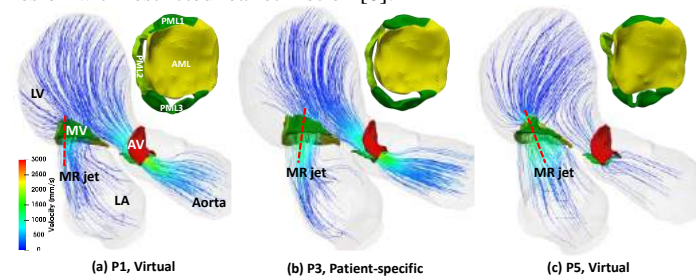 PML1
AML
PML2
PML3
LV
MV
AV
MR jet
LA
Aorta
3000
2500
2000
1500
1000
500
0
Velocity (mm/s)
MR jet
MR jet
(a) P1, Virtual
(b) P3, Patient-specific
(c) P5, Virtual